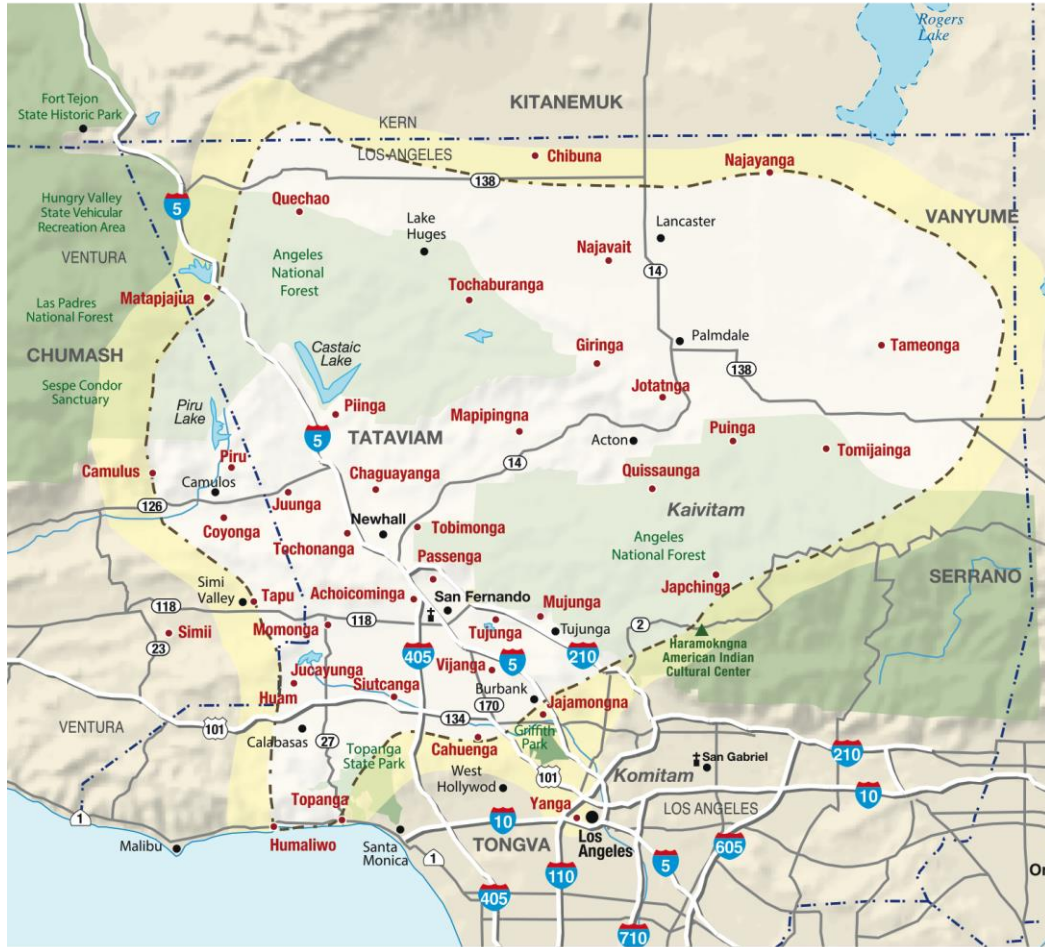 Rogers
Lake
Fort Tejon
State Historic Park
KITANEMUK
KERN
LOS ANGELES
Chibuna
Najayanga
138
Hungry Valley
State Vehicular
Recreation Area
5
Quechao
VANYUME
Lake
Huges
Lancaster
VENTURA
Angeles
National
Forest
Najavait
14
Tochaburanga
Matapjajua
Las Padres
National Forest
CHUMASH
Castaic
Lake
Giringa
Palmdale
Tameonga
138
Sespe Condor
Sanctuary
Jotatnga
Piru
Lake
Piinga
Mapipingna
5
TATAVIAM
Acton
Puinga
Tomijainga
14
Camulus
Piru
Camulos
Chaguayanga
Quissaunga
126
Juunga
Kaivitam
Coyonga
Newhall
Tobimonga
Angeles
National Forest
Tochonanga
Passenga
Japchinga
SERRANO
Simi
Valley
Tapu
Achoicominga
San Fernando
Mujunga
118
Momonga
118
Tujunga
Tujunga
2
Simii
23
Haramokngna
American Indian
Cultural Center
405
5
210
Jucayunga
Huam
Siutcanga
Vijanga
Burbank
170
Jajamongna
VENTURA
101
134
Calabasas
27
Topanga
State Park
Cahuenga
Griffith
Park
West
Hollywod
101
Komitam
San Gabriel
210
10
Topanga
Yanga
LOS ANGELES
1
Malibu
Humaliwo
Santa
Monica
10
TONGVA
Los
Angeles
1
605
5
110
405
710
Or